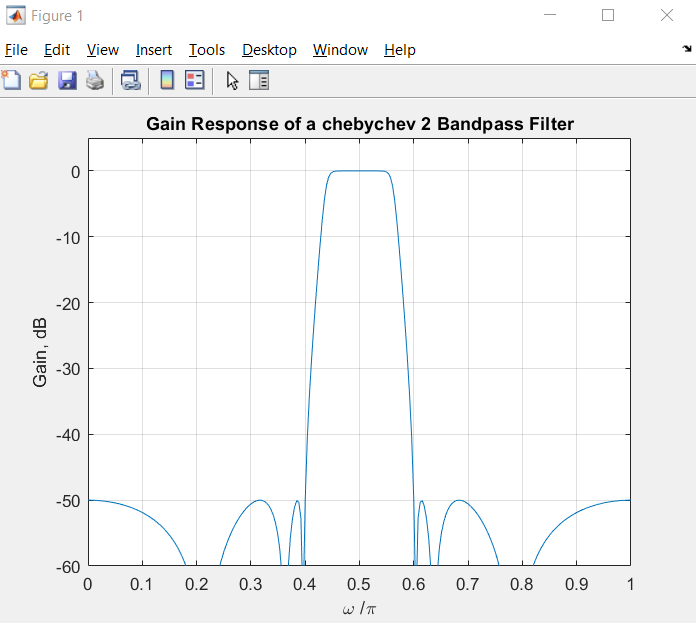 Figure 1
File Edit View Insert Tools Desktop Window Help
Gain Response of a chebychev 2 Bandpass Filter
0
-10
-20
-30
-40
-50
-60
Gain, dB
0 0.1 0.2 0.3 0.4 0.5 0.6 0.7 0.8 0.9 1
ω /π